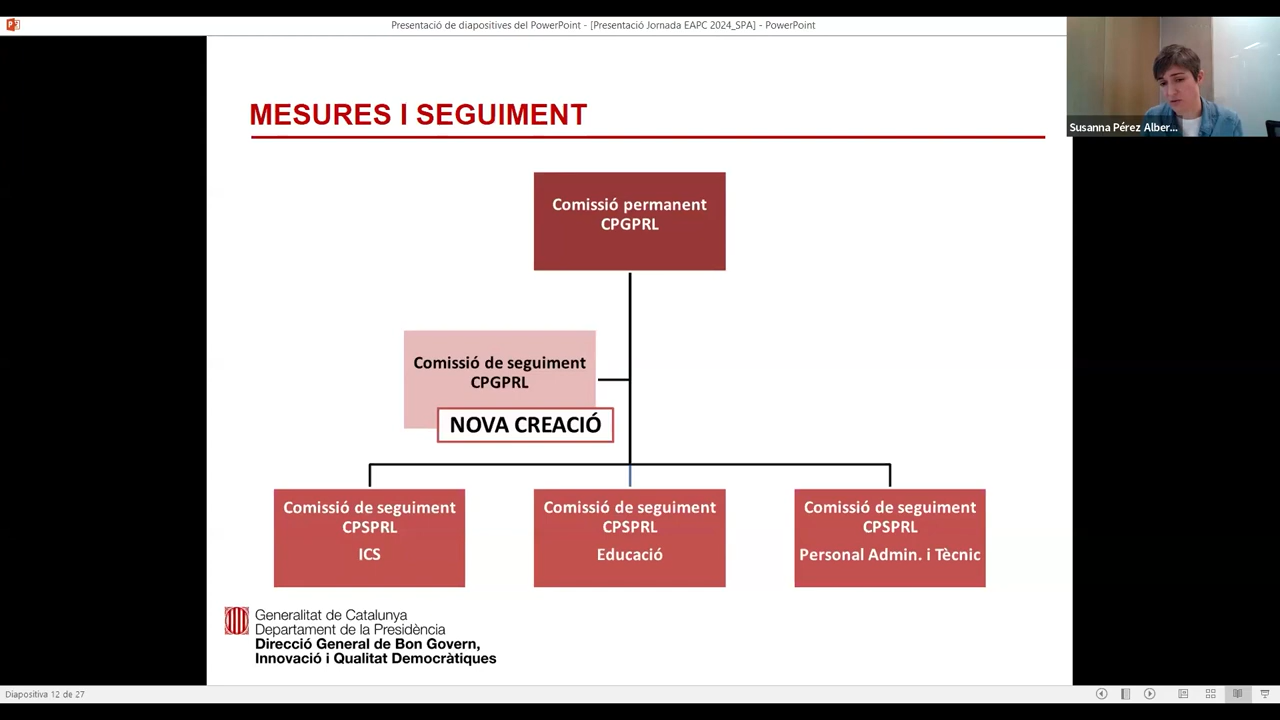 Presentació de diapositives del PowerPoint - [Presentació Jornada EAPC 2024_SPA] - PowerPoint
Susanna Pérez Alber...
MESURES I SEGUIMENT
Comissió permanent
CPGPRL
Comissió de seguiment
CPGPRL
NOVA CREACIÓ
Comissió de seguiment
CPSPRL
ICS
Comissió de seguiment
CPSPRL
Educació
Comissió de seguiment
CPSPRL
Personal Admin. i Tècnic
Generalitat de Catalunya
Departament de la Presidència
Direcció General de Bon Govern,
Innovació i Qualitat Democràtiques
Diapositiva 12 de 27